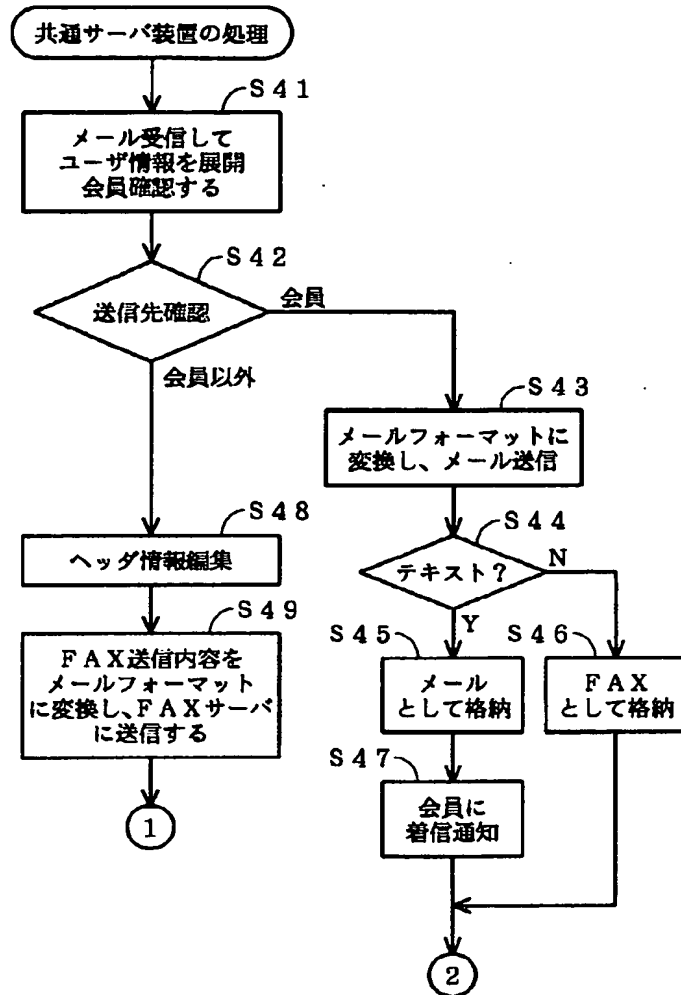 共通サーバ装置の処理
S41
メール受信して
ユーザ情報を展開
会員確認する
S42
送信先確認
会員
会員以外
S43
メールフォーマットに
変換し、メール送信
S44
テキスト?
N
Y
S48
ヘッダ情報編集
S49
FAX送信内容を
メールフォーマット
に変換し、FAXサーバ
に送信する
1
S45
メール
として格納
S46
FAX
として格納
S47
会員に
着信通知
2